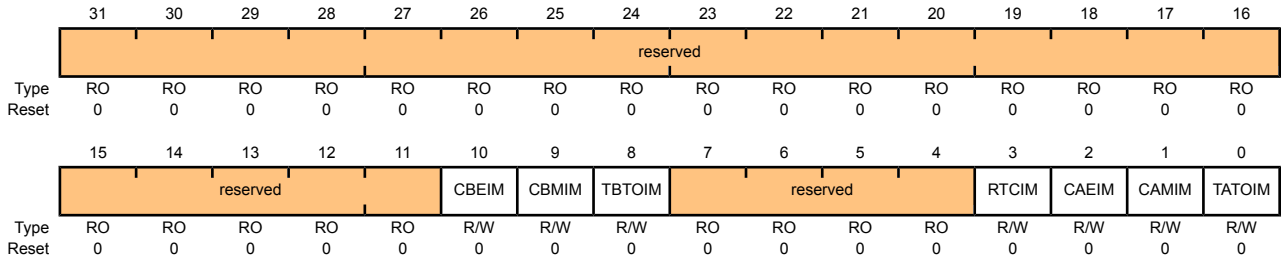 31 30 29 28 27 26 25 24 23 22 21 20 19 18 17 16
reserved
Type RO RO RO RO RO RO RO RO RO RO RO RO RO RO RO RO
Reset 0 0 0 0 0 0 0 0 0 0 0 0 0 0 0 0
15 14 13 12 11 10 9 8 7 6 5 4 3 2 1 0
reserved CBEIM CBMIM TBTOIM reserved RTCIM CAEIM CAMIM TATOIM
Type RO RO RO RO RO R/W R/W R/W RO RO RO RO R/W R/W R/W R/W
Reset 0 0 0 0 0 0 0 0 0 0 0 0 0 0 0 0